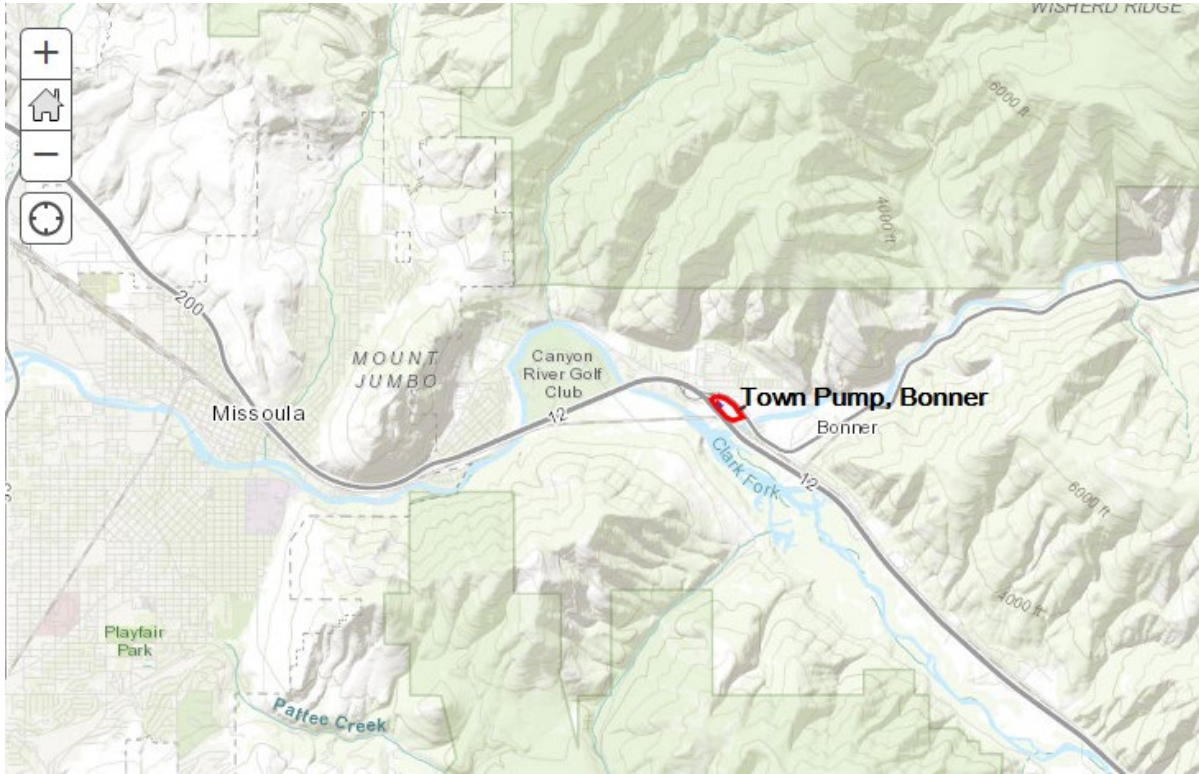 WISHERD RIDGE
+
−
6000 ft
4000 ft
200
MOUNT
JUMBO
Canyon
River Golf
Club
Missoula
12
Town Pump, Bonner
Bonner
Clark Fork
12
6000 ft
4000 ft
Playfair
Park
Pattee Creek